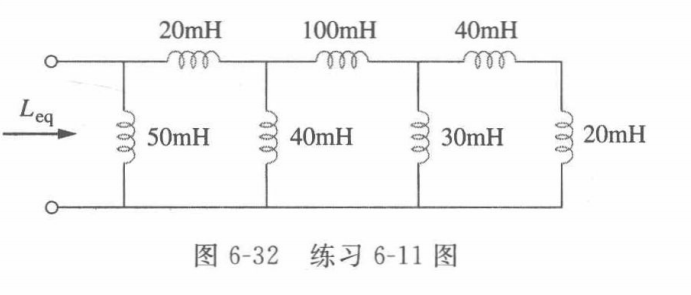 20mH 100mH 40mH
L_eq
50mH 40mH 30mH 20mH
图 6-32 练习 6-11 图